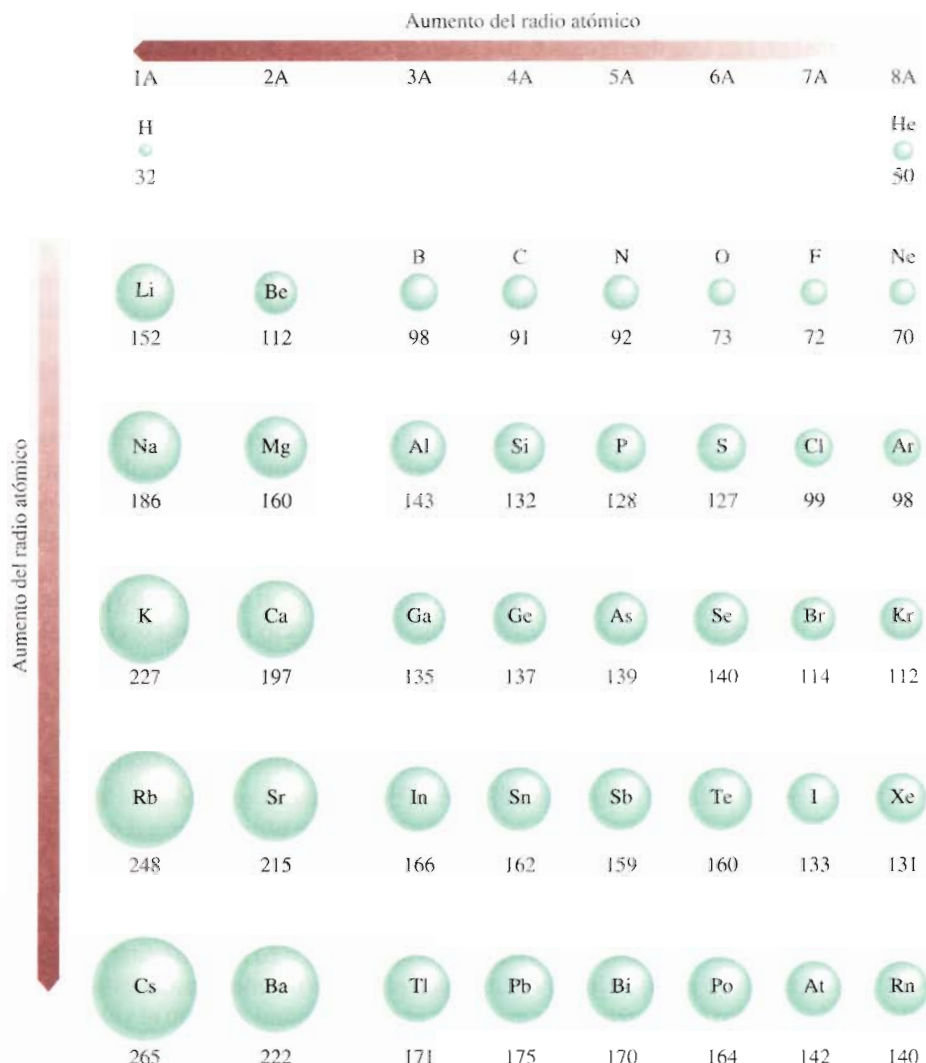 Aumento del radio atómico
1A 2A 3A 4A 5A 6A 7A 8A
H He
32 50
Aumento del radio atómico
B C N O F Ne
Li Be
152 112 98 91 92 73 72 70
Na Mg Al Si P S Cl Ar
186 160 143 132 128 127 99 98
K Ca Ga Ge As Se Br Kr
227 197 135 137 139 140 114 112
Rb Sr In Sn Sb Te I Xe
248 215 166 162 159 160 133 131
Cs Ba Tl Pb Bi Po At Rn
265 222 171 175 170 164 142 140